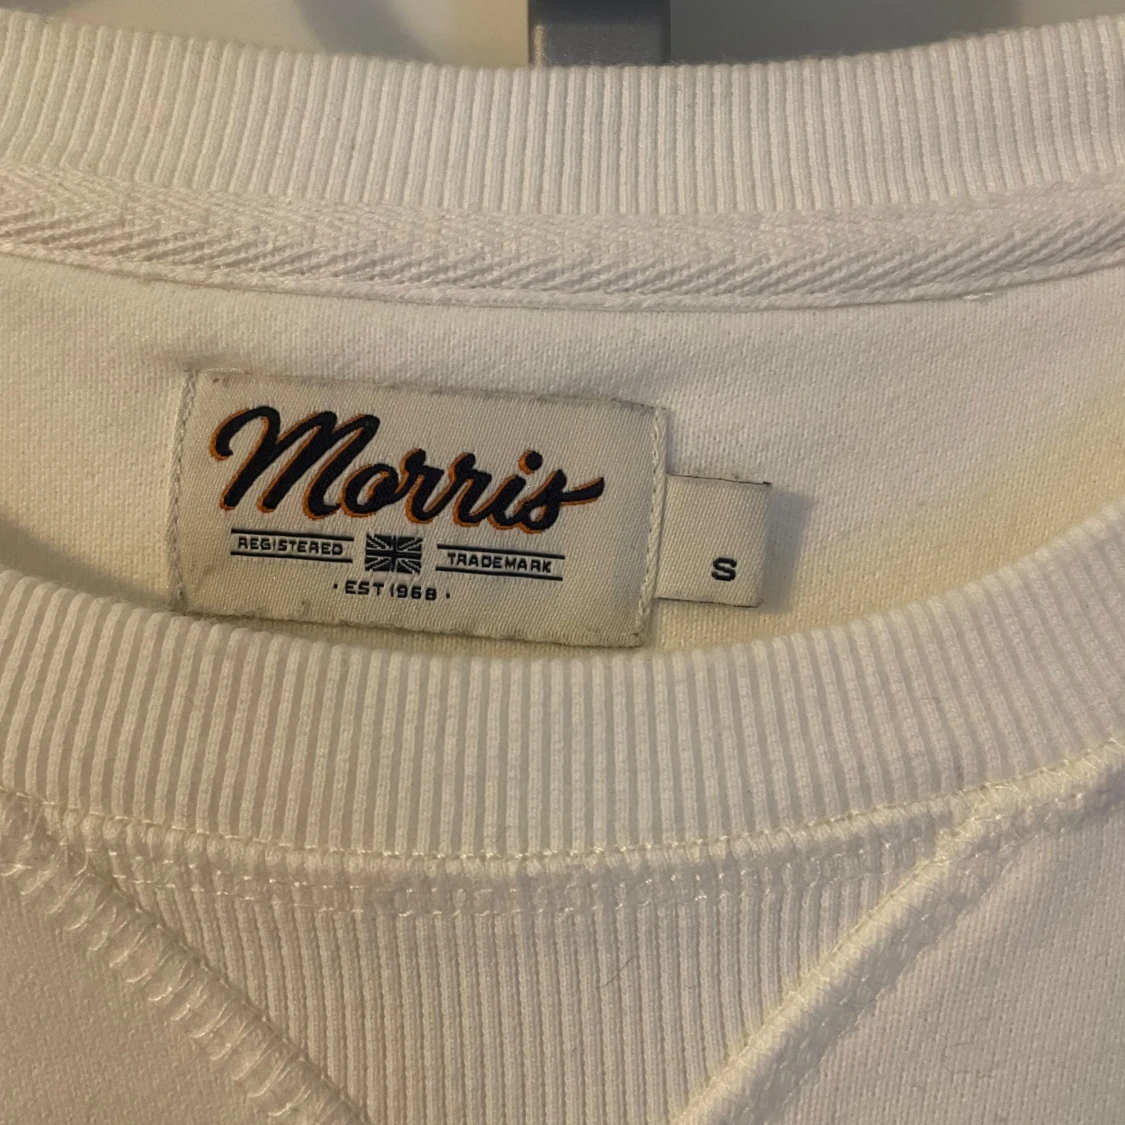 Morris
REGISTERED TRADEMARK
· EST 1968 ·
S